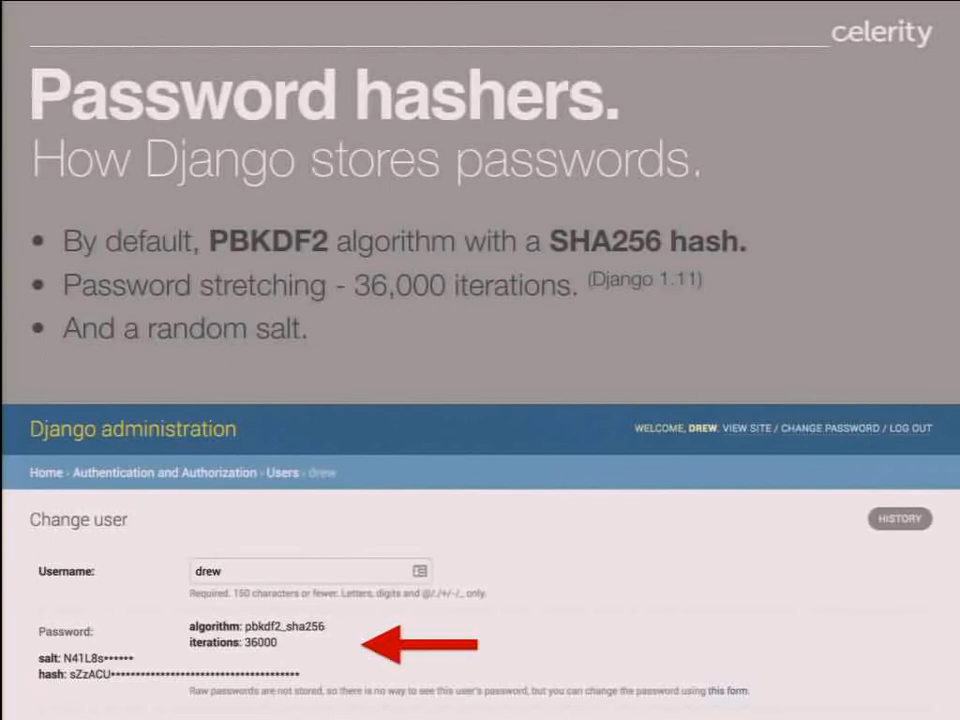 celerity
Password hashers.
How Django stores passwords.
• By default, PBKDF2 algorithm with a SHA256 hash.
• Password stretching - 36,000 iterations. (Django 1.11)
• And a random salt.
Django administration
WELCOME, DREW. VIEW SITE / CHANGE PASSWORD / LOG OUT
Home › Authentication and Authorization › Users › drew
Change user
HISTORY
Username:
drew
Required. 150 characters or fewer. Letters, digits and @/./+/-/_ only.
Password:
algorithm: pbkdf2_sha256
iterations: 36000
salt: N41L8s••••••
hash: sZzACU••••••••••••••••••••••••••••••••••••••
Raw passwords are not stored, so there is no way to see this user's password, but you can change the password using this form.